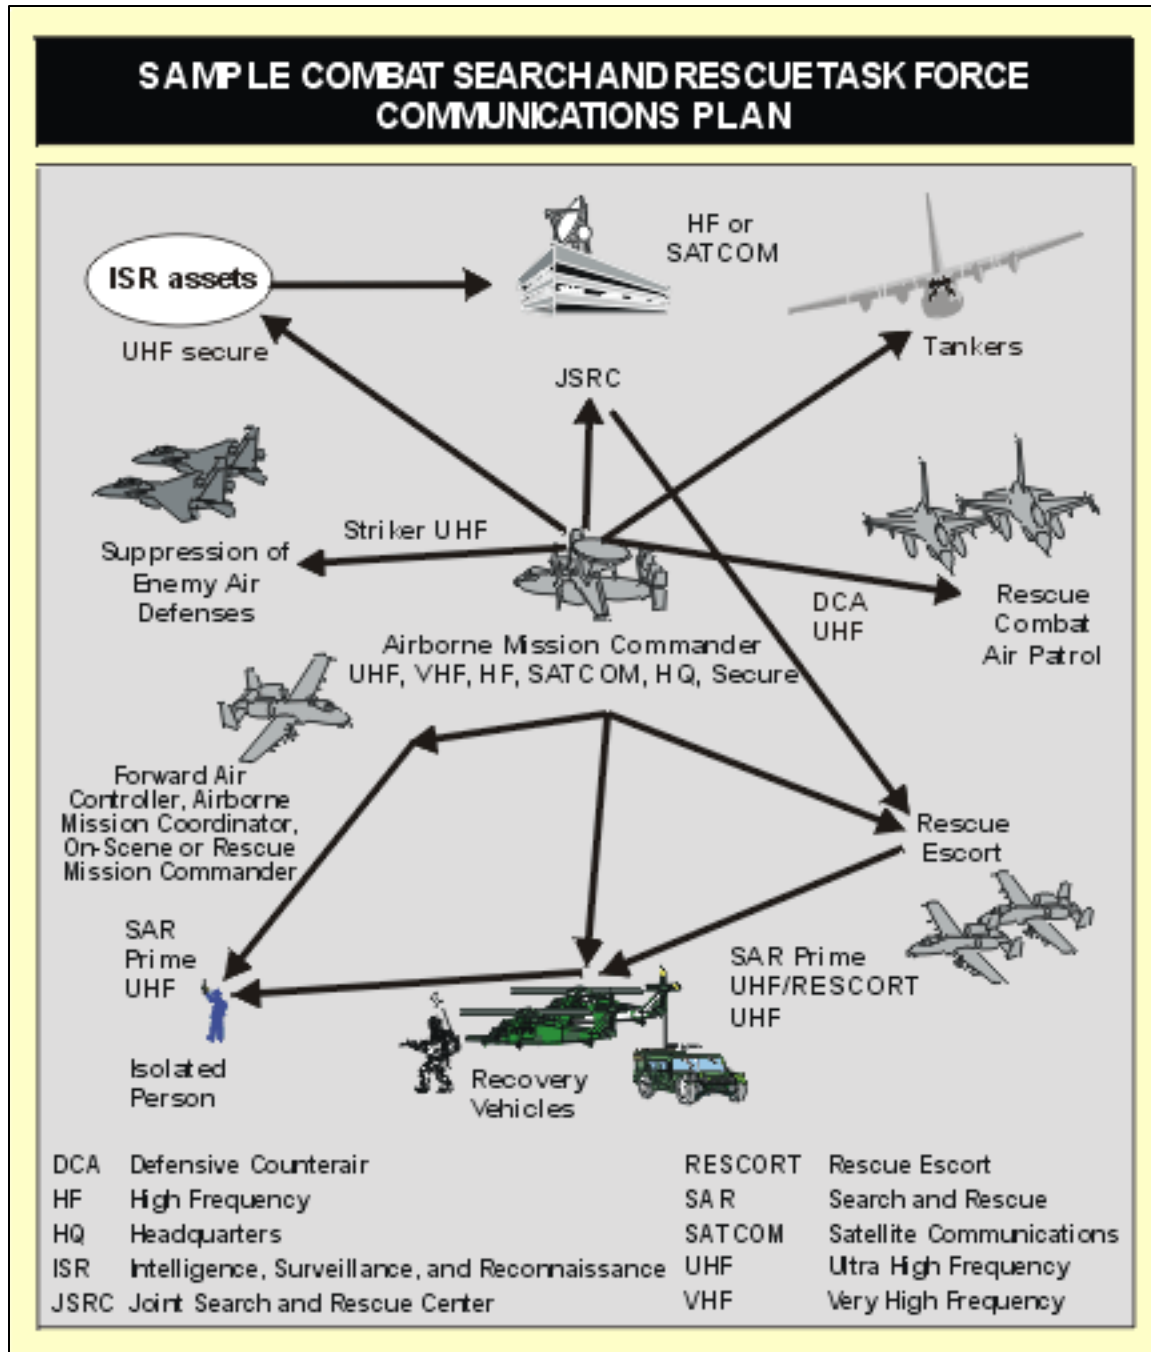 SAMPLE COMBAT SEARCH AND RESCUE TASK FORCE
COMMUNICATIONS PLAN
ISR assets
UHF secure
HF or
SATCOM
Tankers
JSRC
Striker UHF
Suppression of
Enemy Air
Defenses
DCA
UHF
Rescue
Combat
Air Patrol
Airborne Mission Commander
UHF, VHF, HF, SATCOM, HQ, Secure
Forward Air
Controller, Airborne
Mission Coordinator,
On-Scene or Rescue
Mission Commander
Rescue
Escort
SAR
Prime
UHF
SAR Prime
UHF/RESCORT
UHF
Isolated
Person
Recovery
Vehicles
DCA Defensive Counterair
HF High Frequency
HQ Headquarters
ISR Intelligence, Surveillance, and Reconnaissance
JSRC Joint Search and Rescue Center
RESCORT Rescue Escort
SAR Search and Rescue
SATCOM Satellite Communications
UHF Ultra High Frequency
VHF Very High Frequency